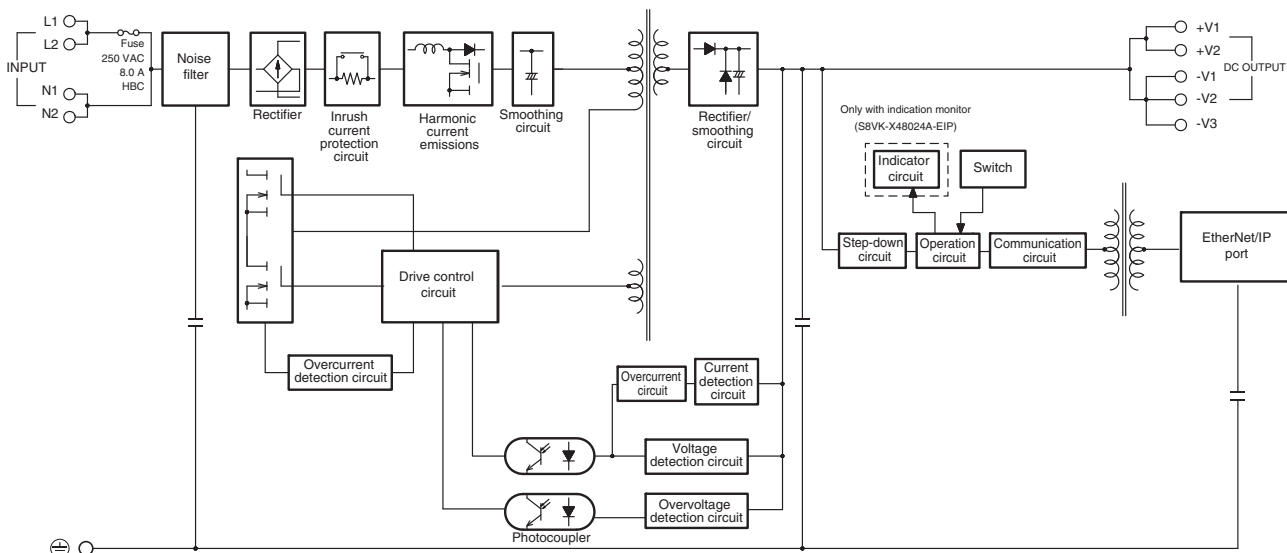 L1
L2
INPUT
N1
N2
Fuse
250 VAC
8.0 A
HBC
Noise
filter
Rectifier
Inrush
current
protection
circuit
Harmonic
current
emissions
Smoothing
circuit
Rectifier/
smoothing
circuit
+V1
+V2
DC OUTPUT
-V1
-V2
-V3
Only with indication monitor
(S8VK-X48024A-EIP)
Indicator
circuit
Switch
Step-down
circuit
Operation
circuit
Communication
circuit
EtherNet/IP
port
Drive control
circuit
Overcurrent
detection circuit
Overcurrent
circuit
Current
detection
circuit
Voltage
detection circuit
Overvoltage
detection circuit
Photocoupler